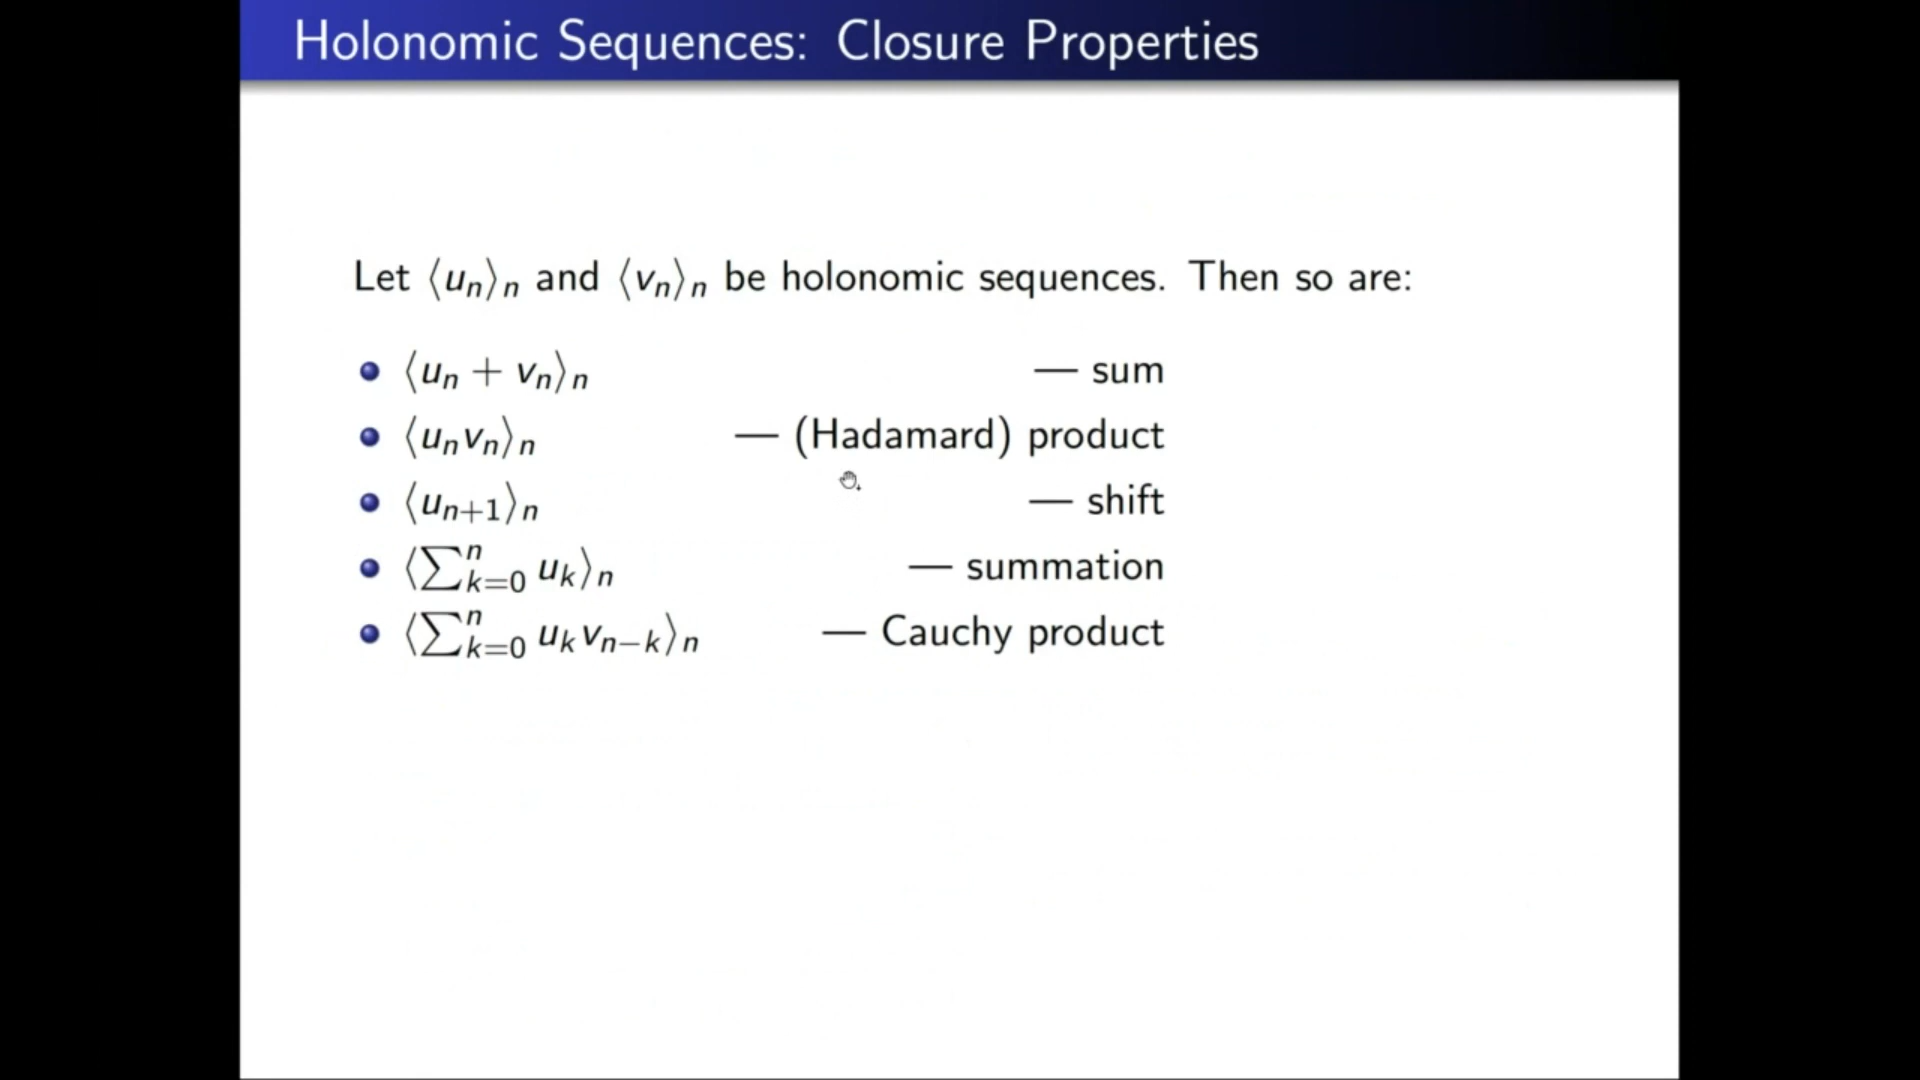 Holonomic Sequences: Closure Properties
Let ⟨uₙ⟩ₙ and ⟨vₙ⟩ₙ be holonomic sequences. Then so are:
⟨uₙ + vₙ⟩ₙ — sum
⟨uₙvₙ⟩ₙ — (Hadamard) product
⟨uₙ₊₁⟩ₙ — shift
⟨∑ⁿₖ₌₀ uₖ⟩ₙ — summation
⟨∑ⁿₖ₌₀ uₖvₙ₋ₖ⟩ₙ — Cauchy product